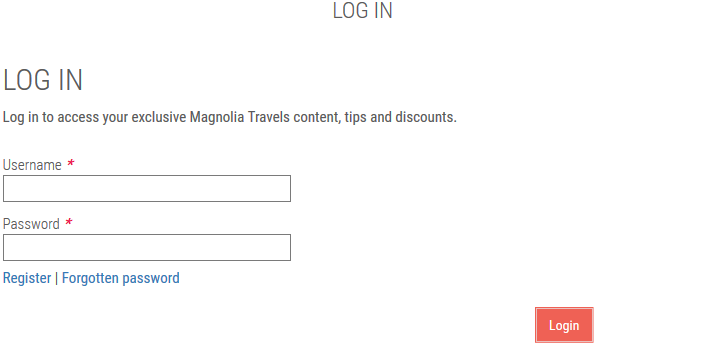 LOG IN
LOG IN
Log in to access your exclusive Magnolia Travels content, tips and discounts.
Username *
Password *
Register | Forgotten password
Login